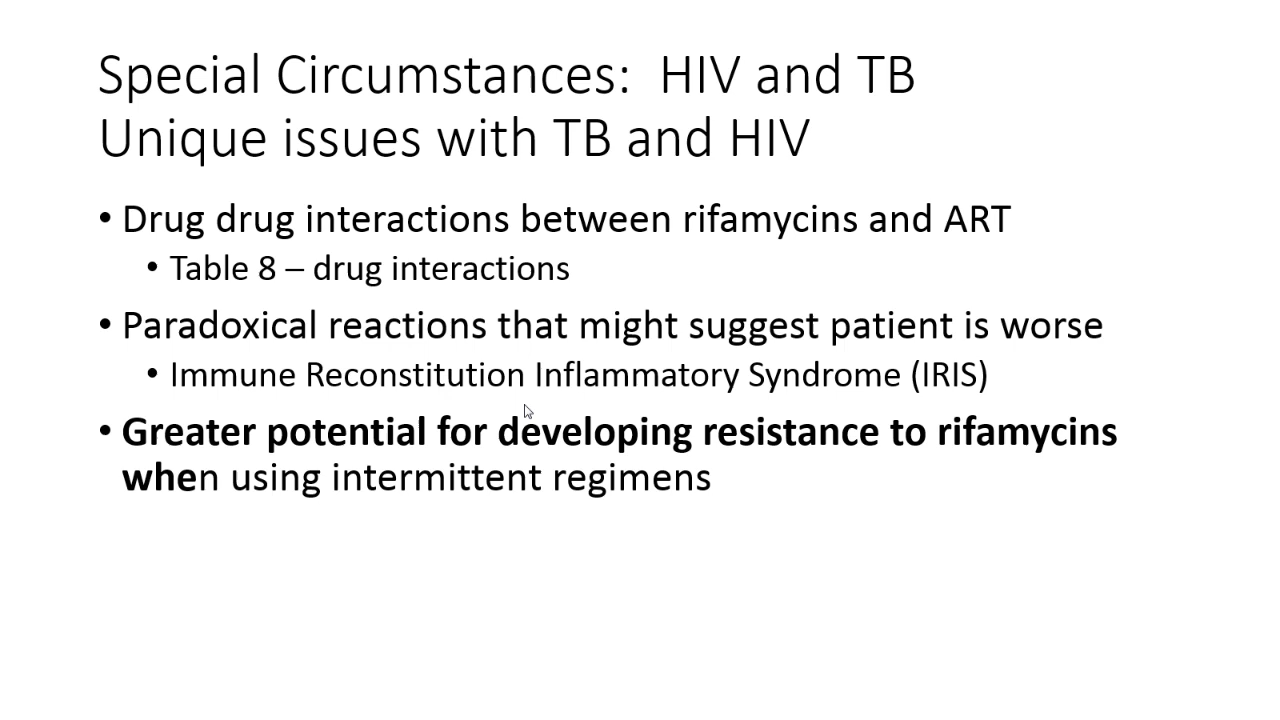 Special Circumstances:  HIV and TB
Unique issues with TB and HIV
• Drug drug interactions between rifamycins and ART
• Table 8 – drug interactions
• Paradoxical reactions that might suggest patient is worse
• Immune Reconstitution Inflammatory Syndrome (IRIS)
• Greater potential for developing resistance to rifamycins
when using intermittent regimens